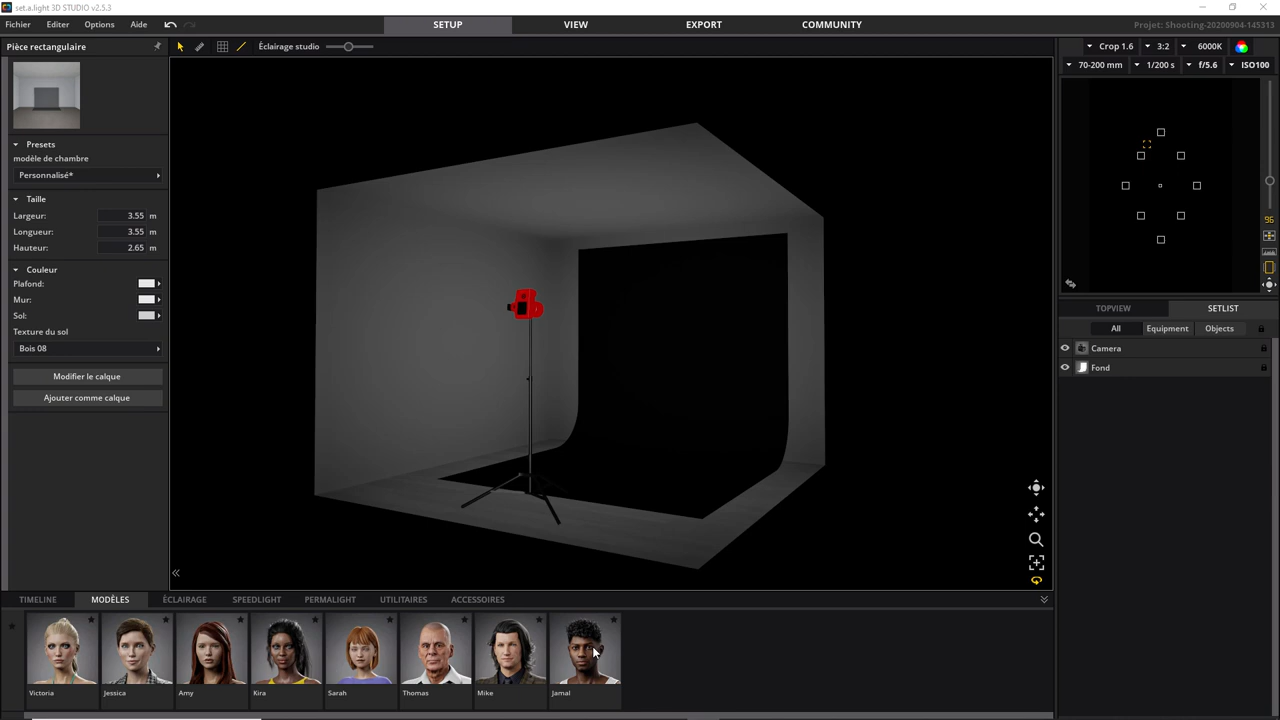 set.a.light 3D STUDIO v2.5.3
Fichier Editer Options Aide SETUP VIEW EXPORT COMMUNITY Projet: Shooting-20200904-145313
Pièce rectangulaire
Éclairage studio
Crop 1.6 3:2 6000K
70-200 mm 1/200 s f/5.6 ISO100
Presets
modèle de chambre
Personnalisé*
Taille
Largeur: 3.55 m
Longueur: 3.55 m
Hauteur: 2.65 m
Couleur
Plafond:
Mur:
Sol:
Texture du sol
Bois 08
Modifier le calque
Ajouter comme calque
96
TOPVIEW SETLIST
All Equipment Objects
Camera
Fond
TIMELINE MODÈLES ÉCLAIRAGE SPEEDLIGHT PERMALIGHT UTILITAIRES ACCESSOIRES
Victoria Jessica Amy Kira Sarah Thomas Mike Jamal